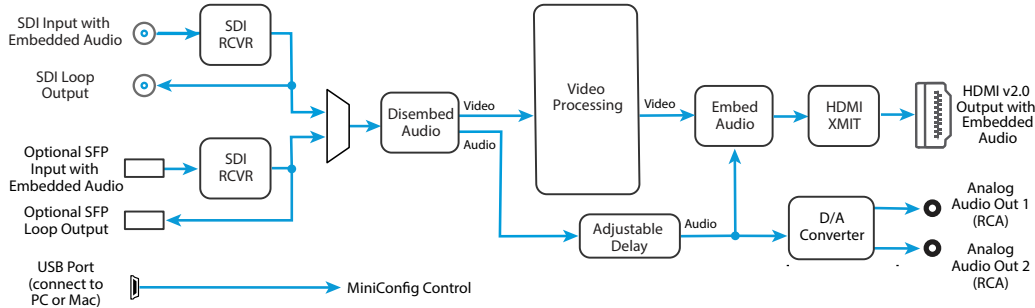 SDI Input with
Embedded Audio
SDI
RCVR
SDI Loop
Output
Optional SFP
Input with
Embedded Audio
SDI
RCVR
Optional SFP
Loop Output
USB Port
(connect to
PC or Mac)
MiniConfig Control
Disembed
Audio
Video
Audio
Video
Processing
Video
Adjustable
Delay
Audio
Embed
Audio
HDMI
XMIT
HDMI v2.0
Output with
Embedded
Audio
D/A
Converter
Analog
Audio Out 1
(RCA)
Analog
Audio Out 2
(RCA)